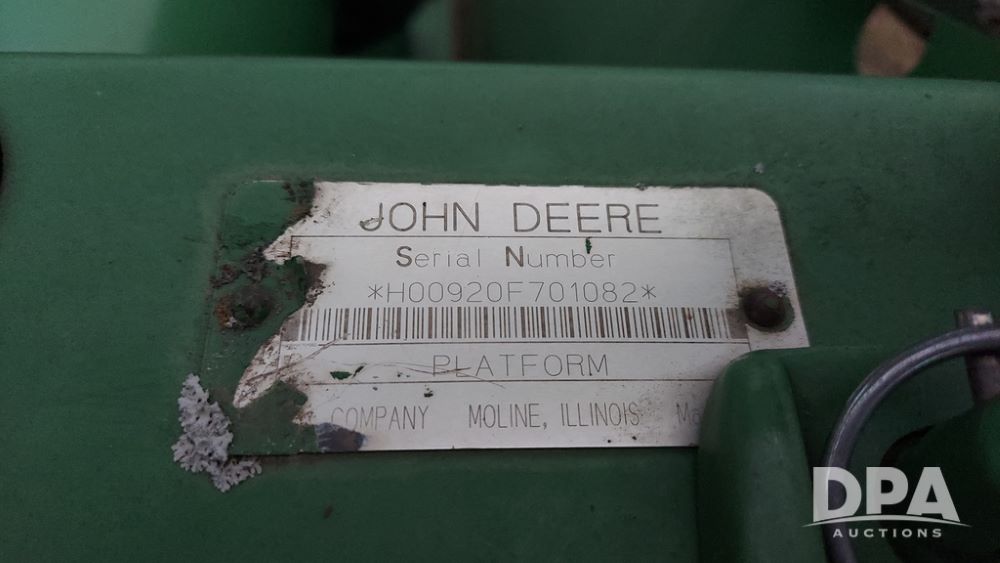 JOHN DEERE
Serial Number
*H00920F701082*
PLATFORM
COMPANY MOLINE, ILLINOIS
DPA
AUCTIONS